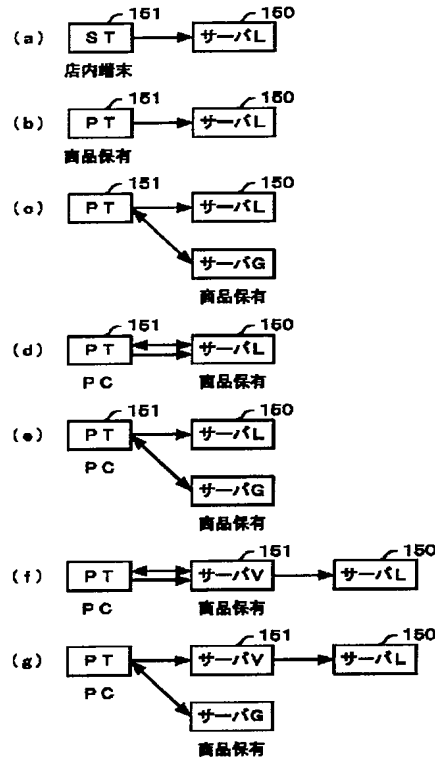 151 150
(a) ST サーバL
店内端末
151 150
(b) PT サーバL
商品保有
151 150
(c) PT サーバL
サーバG
商品保有
151 150
(d) PT サーバL
PC 商品保有
151 150
(e) PT サーバL
PC
サーバG
商品保有
151 150
(f) PT サーバV サーバL
PC 商品保有
151 150
(g) PT サーバV サーバL
PC
サーバG
商品保有